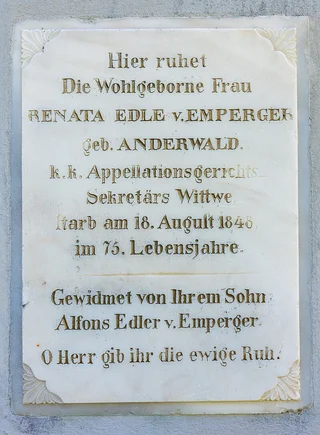 Hier ruhet
Die Wohlgeborne Frau
RENATA EDLE v. EMPERGER
geb. ANDERWALD.
k.k. Appellationsgerichts
Sekretärs Wittwe
starb am 18. August 1848
im 75. Lebensjahre.
Gewidmet von Ihrem Sohn
Alfons Edler v. Emperger
O Herr gib ihr die ewige Ruh.